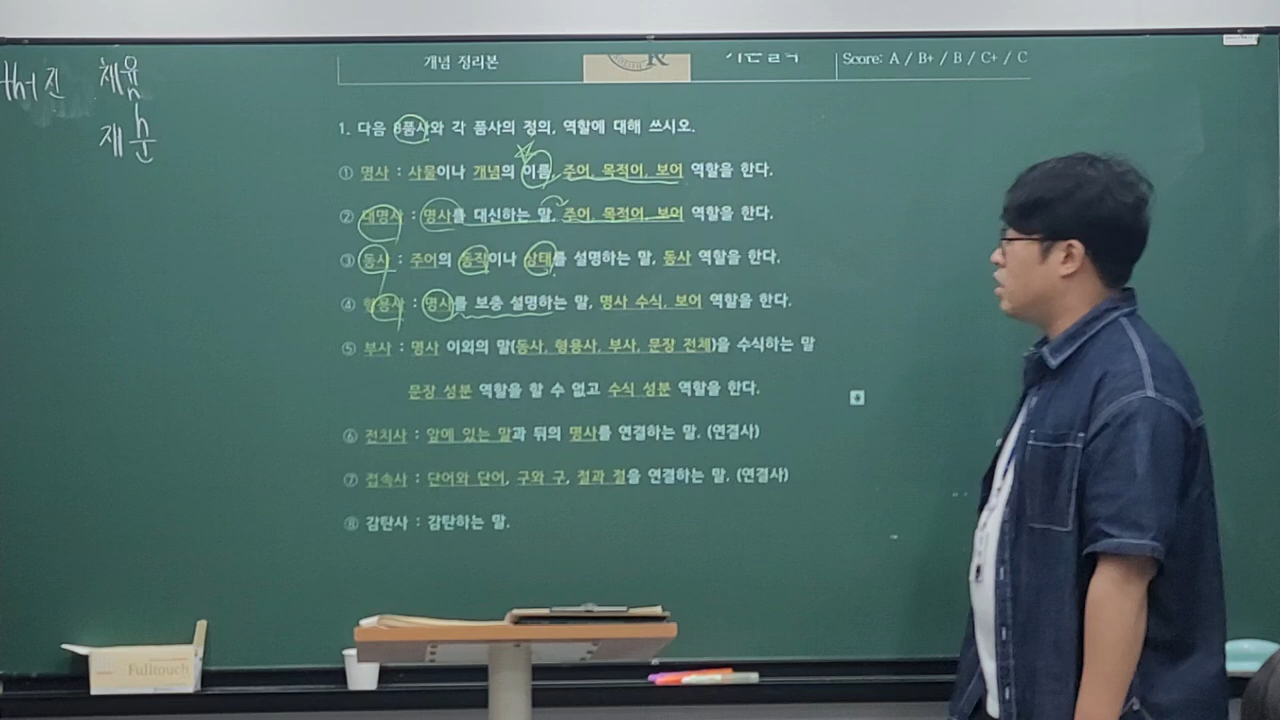 개념 정리본
Score: A / B+ / B / C+ / C
체육
1. 다음 8품사와 각 품사의 정의, 역할에 대해 쓰시오.
① 명사 : 사물이나 개념의 이름, 주어, 목적어, 보어 역할을 한다.
② 대명사 : 명사를 대신하는 말, 주어, 목적어, 보어 역할을 한다.
③ 동사 : 주어의 동작이나 상태를 설명하는 말, 동사 역할을 한다.
④ 형용사 : 명사를 보충 설명하는 말, 명사 수식, 보어 역할을 한다.
⑤ 부사 : 명사 이외의 말(동사, 형용사, 부사, 문장 전체)을 수식하는 말
문장 성분 역할을 할 수 없고 수식 성분 역할을 한다.
⑥ 전치사 : 앞에 있는 말과 뒤의 명사를 연결하는 말. (연결사)
⑦ 접속사 : 단어와 단어, 구와 구, 절과 절을 연결하는 말. (연결사)
⑧ 감탄사 : 감탄하는 말.
Fulltouch